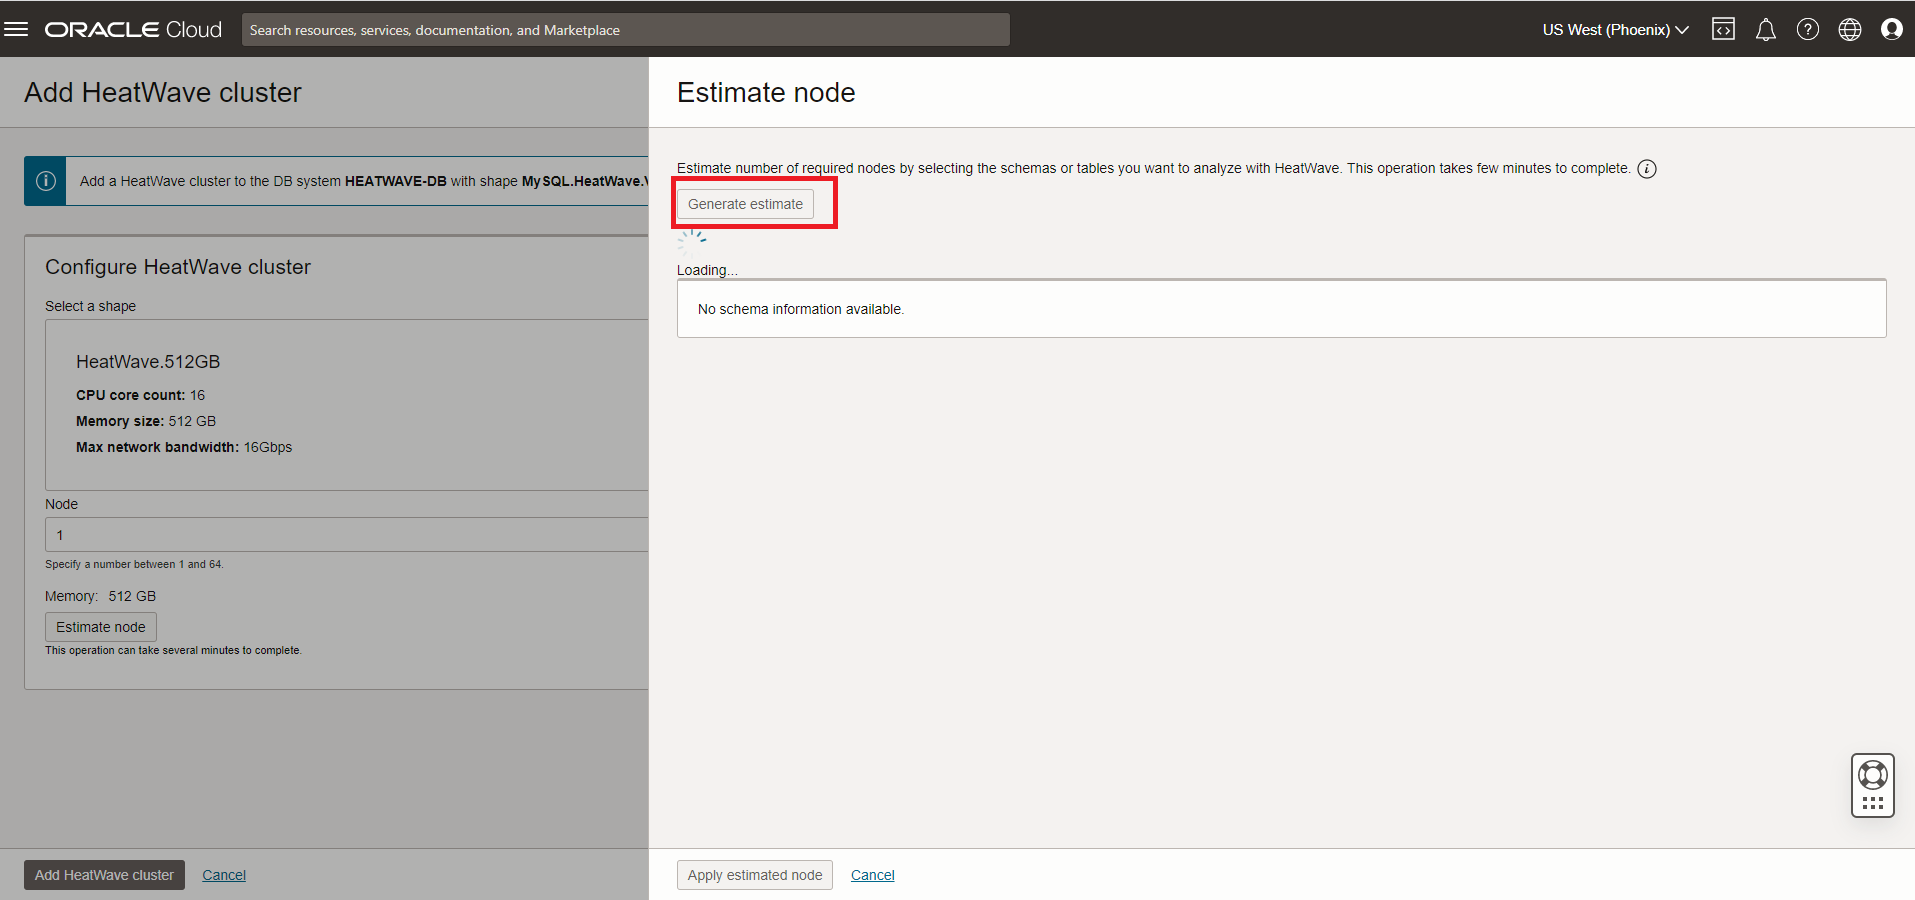 ORACLE Cloud
Search resources, services, documentation, and Marketplace
US West (Phoenix)
Add HeatWave cluster
Add a HeatWave cluster to the DB system HEATWAVE-DB with shape MySQL.HeatWave.
Configure HeatWave cluster
Select a shape
HeatWave.512GB
CPU core count: 16
Memory size: 512 GB
Max network bandwidth: 16Gbps
Node
1
Specify a number between 1 and 64.
Memory: 512 GB
Estimate node
This operation can take several minutes to complete.
Add HeatWave cluster
Cancel
Estimate node
Estimate number of required nodes by selecting the schemas or tables you want to analyze with HeatWave. This operation takes few minutes to complete.
Generate estimate
Loading...
No schema information available.
Apply estimated node
Cancel